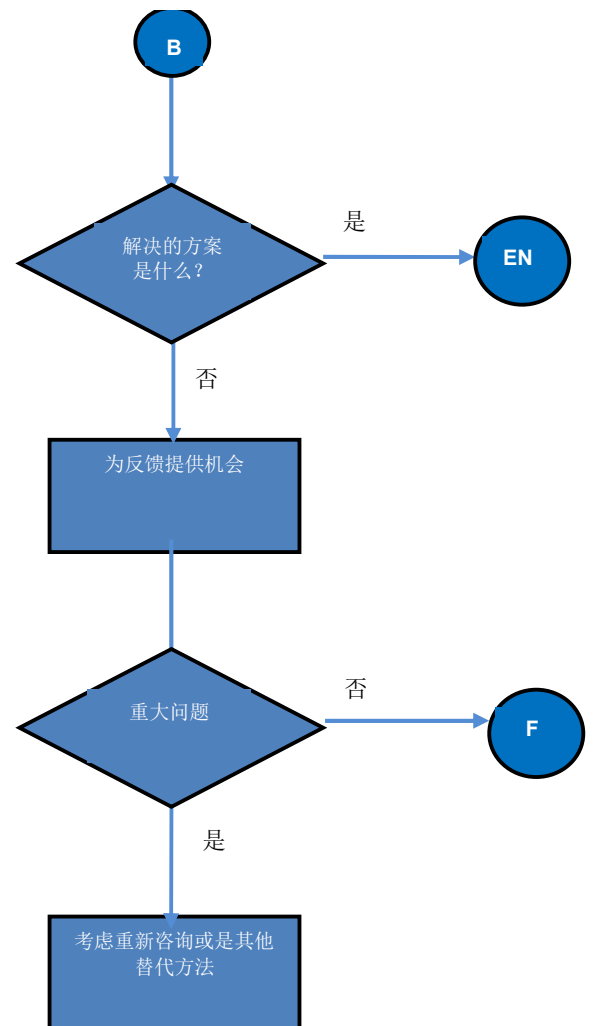 B
解决的方案
是什么?
是
EN
否
为反馈提供机会
重大问题
否
F
是
考虑重新咨询或是其他
替代方法